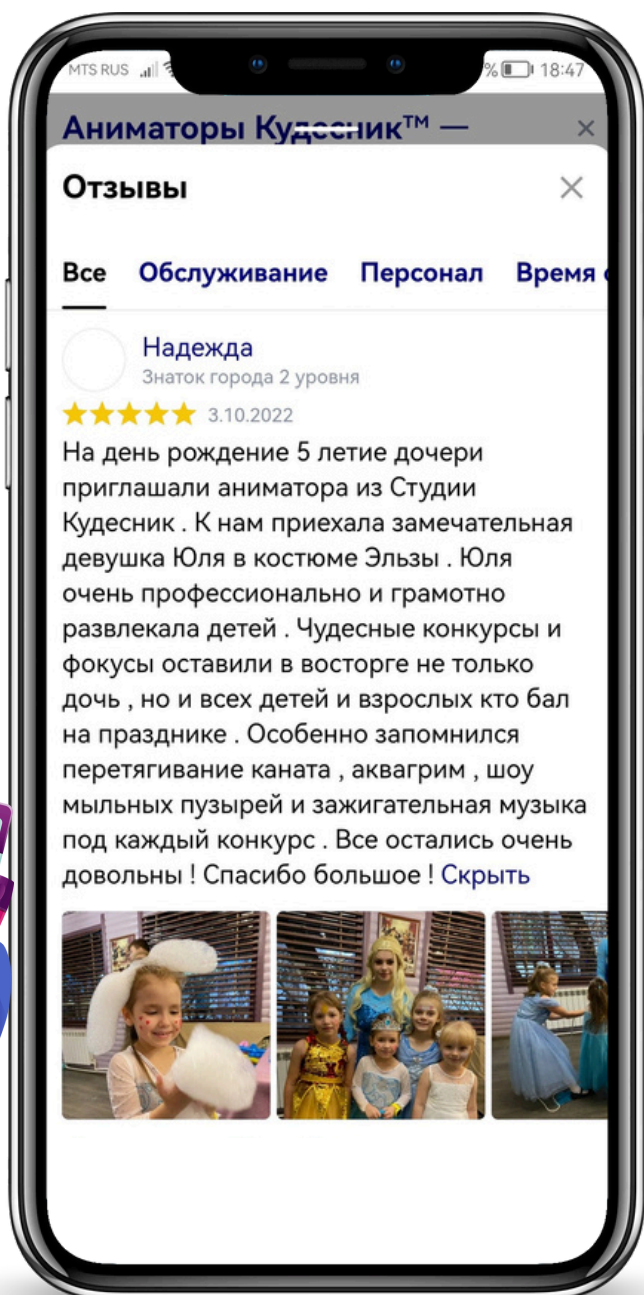 MTS RUS % 18:47
Аниматоры Кудесник™ —
Отзывы
Все Обслуживание Персонал Время
Надежда
Знаток города 2 уровня
3.10.2022
На день рождение 5 летие дочери
приглашали аниматора из Студии
Кудесник . К нам приехала замечательная
девушка Юля в костюме Эльзы . Юля
очень профессионально и грамотно
развлекала детей . Чудесные конкурсы и
фокусы оставили в восторге не только
дочь , но и всех детей и взрослых кто бал
на празднике . Особенно запомнился
перетягивание каната , аквагрим , шоу
мыльных пузырей и зажигательная музыка
под каждый конкурс . Все остались очень
довольны ! Спасибо большое ! Скрыть